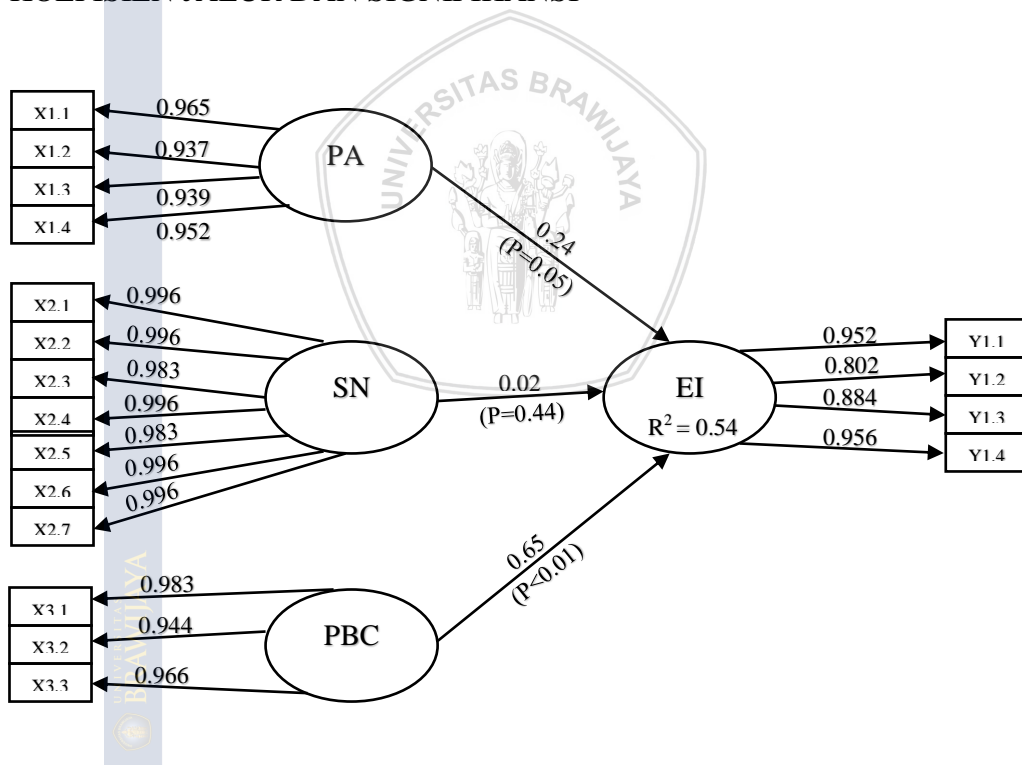 X1.1
0.965
X1.2
0.937
X1.3
0.939
X1.4
0.952
PA
0.24
(P=0.05)
X2.1
0.996
X2.2
0.996
X2.3
0.983
X2.4
0.996
X2.5
0.983
X2.6
0.996
X2.7
0.996
SN
0.02
(P=0.44)
EI
R² = 0.54
0.952
Y1.1
0.802
Y1.2
0.884
Y1.3
0.956
Y1.4
X3.1
0.983
X3.2
0.944
X3.3
0.966
PBC
0.65
(P<0.01)
UNIVERSITAS BRAWIJAYA
UNIVERSITAS
BRAWIJAYA